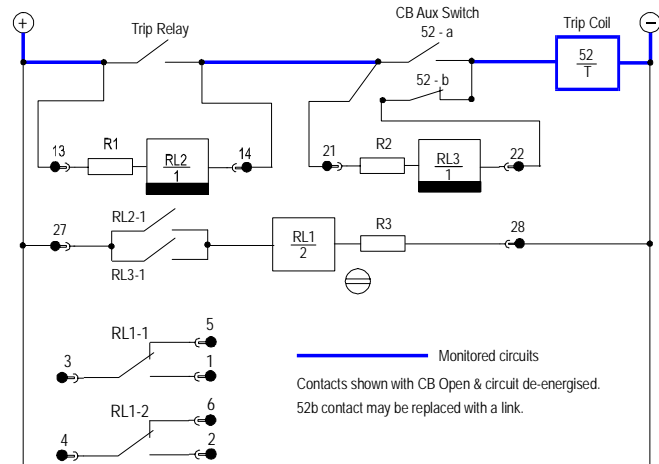 +
−
Trip Relay
CB Aux Switch
52 - a
52 - b
Trip Coil
52
T
13
R1
RL2
1
14
21
R2
RL3
1
22
27
RL2-1
RL3-1
RL1
2
R3
28
RL1-1
3
5
1
RL1-2
4
6
2
Monitored circuits
Contacts shown with CB Open & circuit de-energised.
52b contact may be replaced with a link.